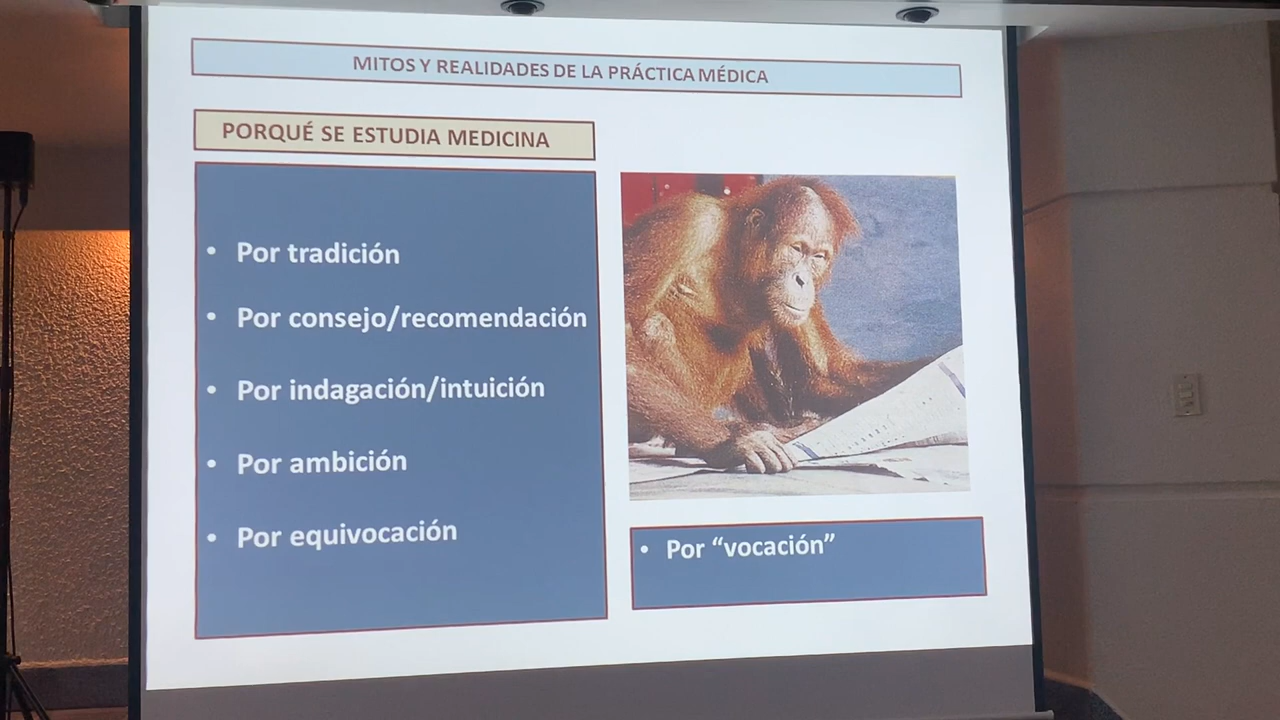 MITOS Y REALIDADES DE LA PRÁCTICA MÉDICA
PORQUÉ SE ESTUDIA MEDICINA
• Por tradición
• Por consejo/recomendación
• Por indagación/intuición
• Por ambición
• Por equivocación
• Por “vocación”